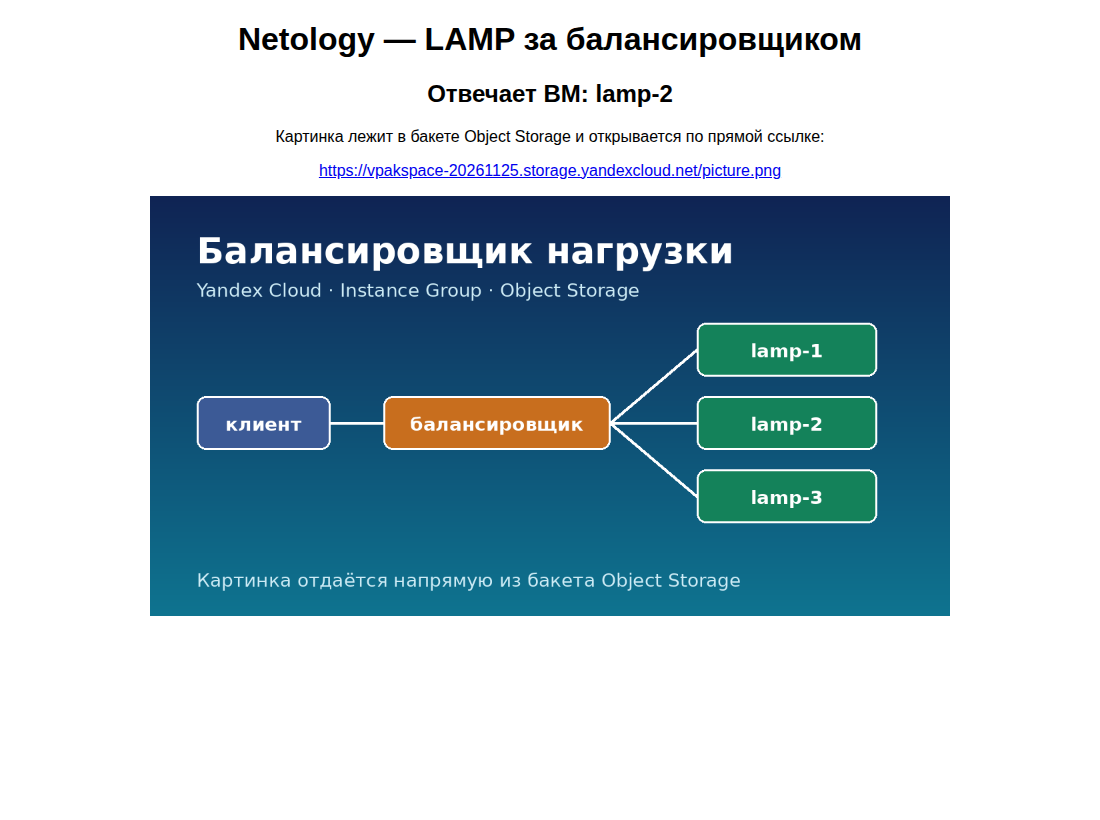 Netology — LAMP за балансировщиком
Отвечает ВМ: lamp-2
Картинка лежит в бакете Object Storage и открывается по прямой ссылке:
https://vpakspace-20261125.storage.yandexcloud.net/picture.png
Балансировщик нагрузки
Yandex Cloud · Instance Group · Object Storage
lamp-1
клиент
балансировщик
lamp-2
lamp-3
Картинка отдаётся напрямую из бакета Object Storage